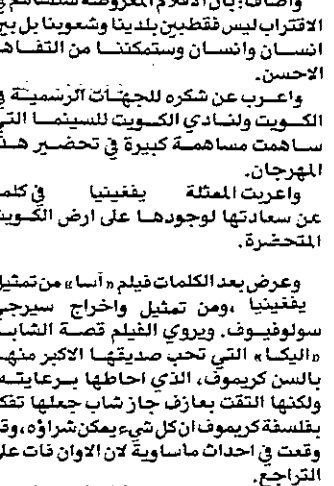 واضاف: بان الافلام المعروضة ستساهم في
الاقتراب ليس فقط بين بلدينا وشعوبنا بل بين
انسان وانسان وستمكننا من التفاهم
الاحسن.
واعرب عن شكره للجهات الرسمية في
الكويت ولنادي الكويت للسينما التي
ساهمت مساهمة كبيرة في تحضير هذا
المهرجان.
واعربت الممثلة يفغينيا في كلمة
عن سعادتها لوجودها على ارض الكويت
المتحضرة.
وعرض بعد الكلمات فيلم «آسا» من تمثيل
يفغينيا ،ومن تمثيل واخراج سيرجي
سولوفيوف. ويروي الفيلم قصة الشابة
«اليكا» التي تحب صديقها الاكبر منها
بالسن كريموف، الذي احاطها برعايته
ولكنها التقت بعازف جاز شاب جعلها تفكر
بفلسفة كريموف ان كل شيء يمكن شراؤه، وقد
وقعت في احداث ماساوية لان الاوان فات على
التراجع.